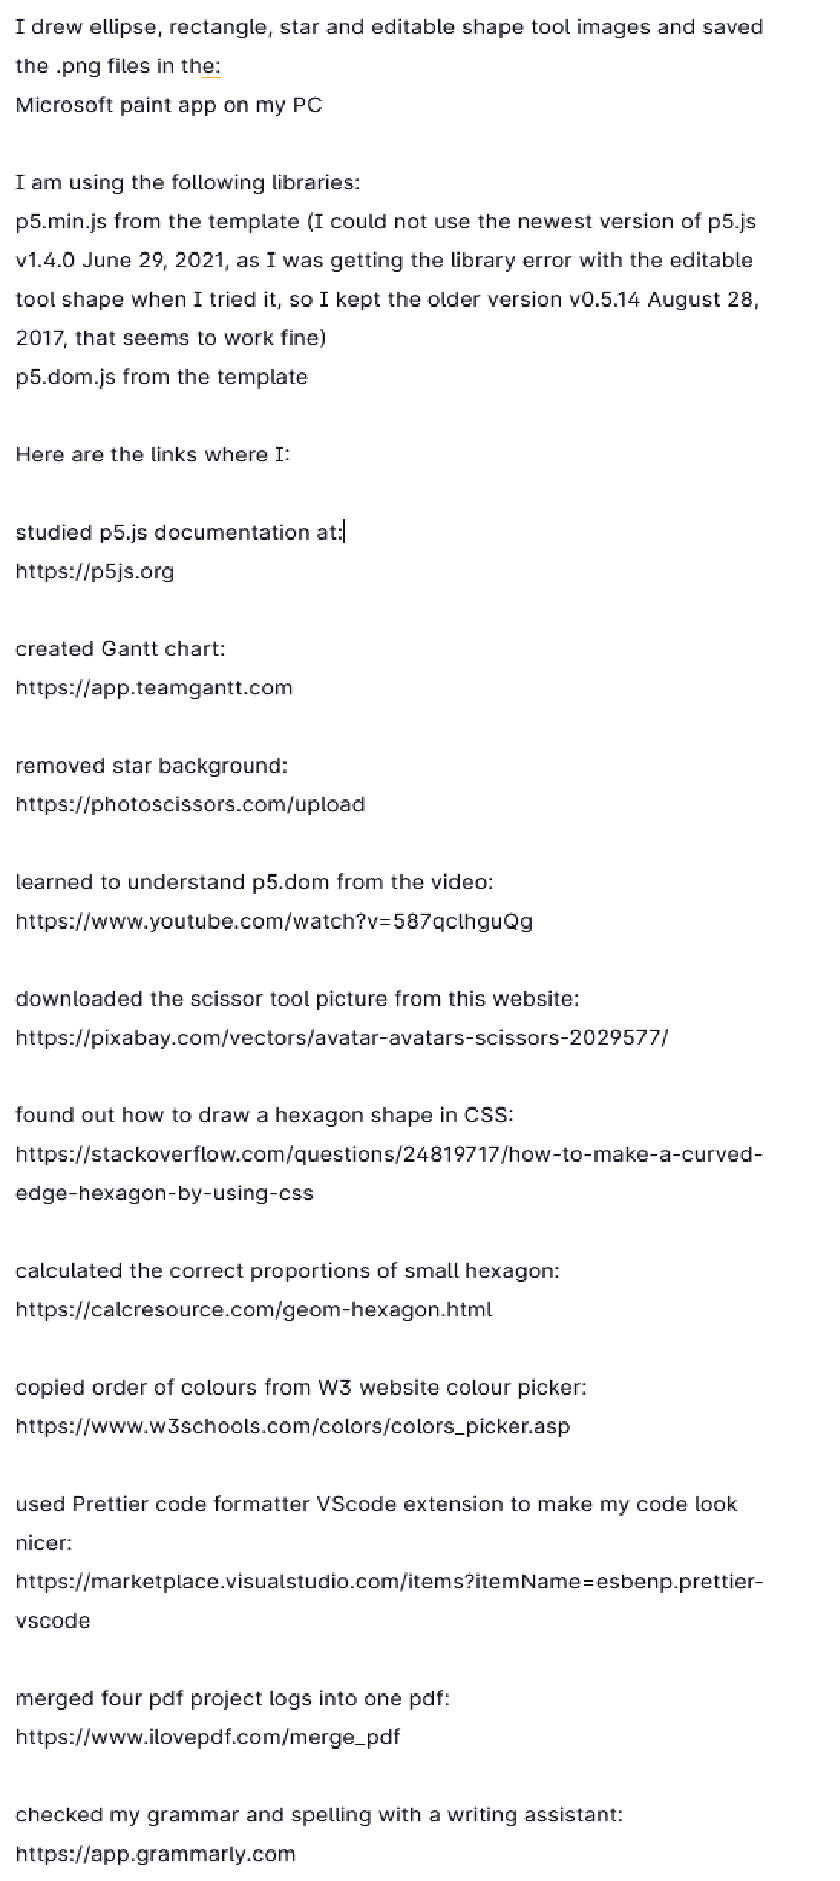 I drew ellipse, rectangle, star and editable shape tool images and saved
the .png files in the:
Microsoft paint app on my PC
I am using the following libraries:
p5.min.js from the template (I could not use the newest version of p5.js
v1.4.0 June 29, 2021, as I was getting the library error with the editable
tool shape when I tried it, so I kept the older version v0.5.14 August 28,
2017, that seems to work fine)
p5.dom.js from the template
Here are the links where I:
studied p5.js documentation at:
https://p5js.org
created Gantt chart:
https://app.teamgantt.com
removed star background:
https://photoscissors.com/upload
learned to understand p5.dom from the video:
https://www.youtube.com/watch?v=587qclhguQg
downloaded the scissor tool picture from this website:
https://pixabay.com/vectors/avatar-avatars-scissors-2029577/
found out how to draw a hexagon shape in CSS:
https://stackoverflow.com/questions/24819717/how-to-make-a-curved-
edge-hexagon-by-using-css
calculated the correct proportions of small hexagon:
https://calcresource.com/geom-hexagon.html
copied order of colours from W3 website colour picker:
https://www.w3schools.com/colors/colors_picker.asp
used Prettier code formatter VScode extension to make my code look
nicer:
https://marketplace.visualstudio.com/items?itemName=esbenp.prettier-
vscode
merged four pdf project logs into one pdf:
https://www.ilovepdf.com/merge_pdf
checked my grammar and spelling with a writing assistant:
https://app.grammarly.com